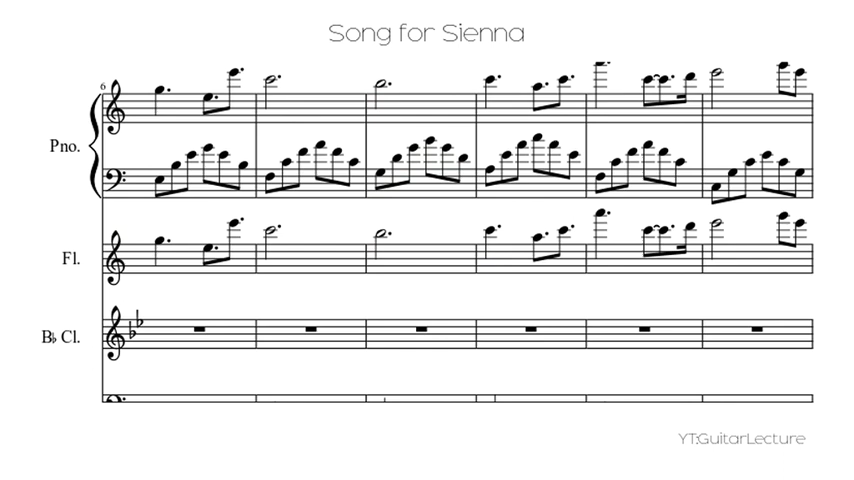 Song for Sienna
6
Pno.
Fl.
B♭ Cl.
YT:GuitarLecture